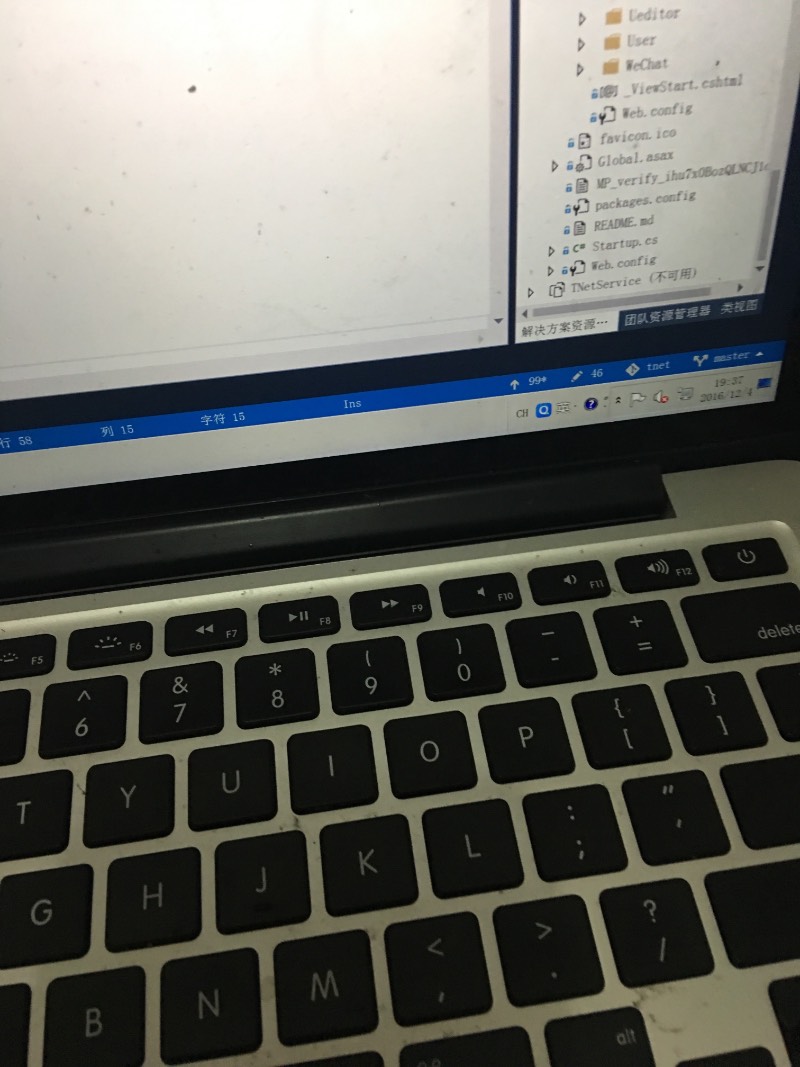 Ueditor
User
WeChat
_ViewStart.cshtml
Web.config
favicon.ico
Global.asax
packages.config
README.md
C# Startup.cs
Web.config
TNetService (不可用)
解决方案资源… 团队资源管理器 类视图
行 58 列 15 字符 15 Ins 99+ 46 tnet master
CH 19:37
2016/12/4
F5 F6 F7 F8 F9 F10 F11 F12
^ & * ( ) _ +
6 7 8 9 0 - = delete
T Y U I O P { [ } ]
G H J K L : ; " '
B N M < , > . ? /
alt